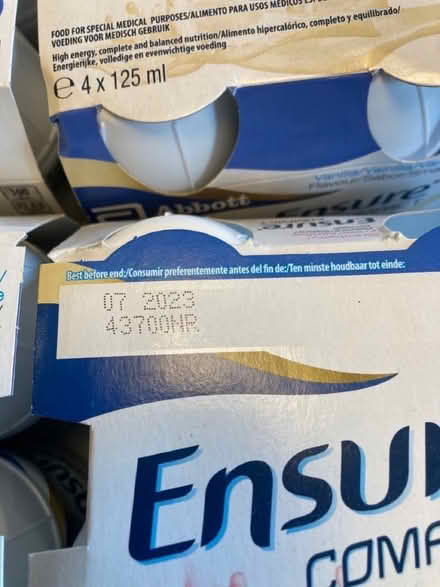 FOOD FOR SPECIAL MEDICAL PURPOSES/ALIMENTO PARA USOS MÉDICOS
VOEDING VOOR MEDISCH GEBRUIK
High energy, complete and balanced nutrition/Alimento hipercalórico, completo y equilibrado/
Energierijke, volledige en evenwichtige voeding
e 4 x 125 ml
Abbott
Ensure
Best before end:/Consumir preferentemente antes del fin de:/Ten minste houdbaar tot einde:
07 2023
43700NR
Ensu
COM